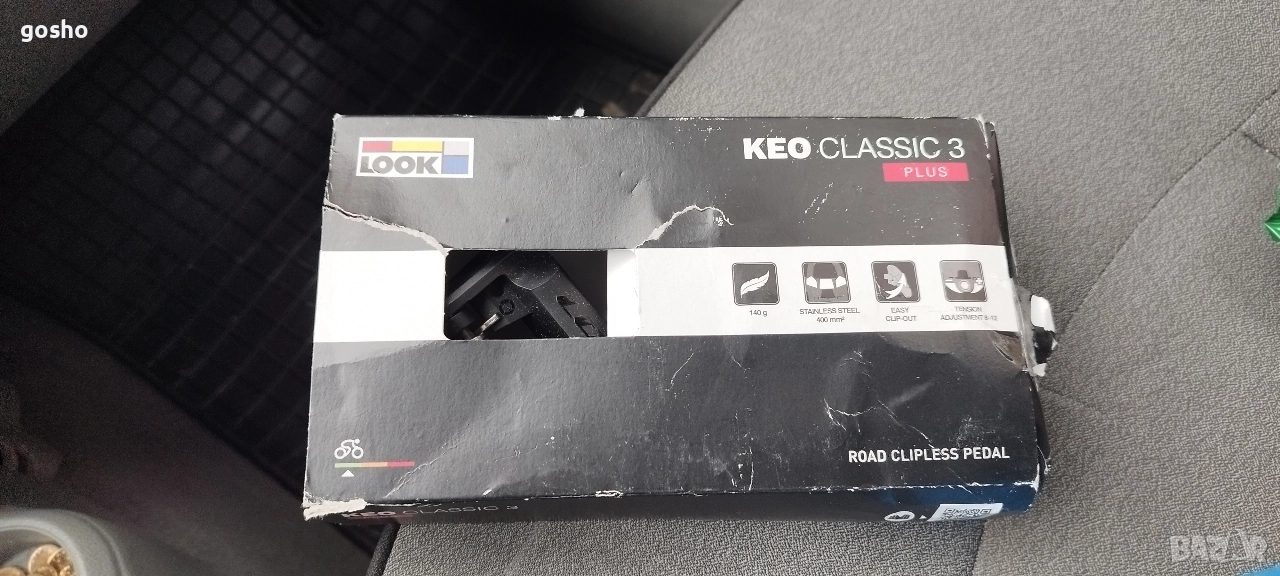 gosho
LOOK
KEO CLASSIC 3
PLUS
140 g
STAINLESS STEEL
400 mm²
EASY
CLIP-OUT
TENSION
ADJUSTMENT 8-12
ROAD CLIPLESS PEDAL
KEO CLASSIC 3
BAZAR